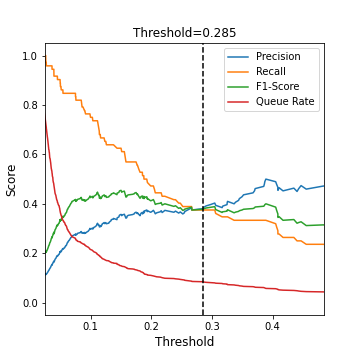 Threshold=0.285
Precision
Recall
F1-Score
Queue Rate
Score
1.0
0.8
0.6
0.4
0.2
0.0
0.1
0.2
0.3
0.4
Threshold